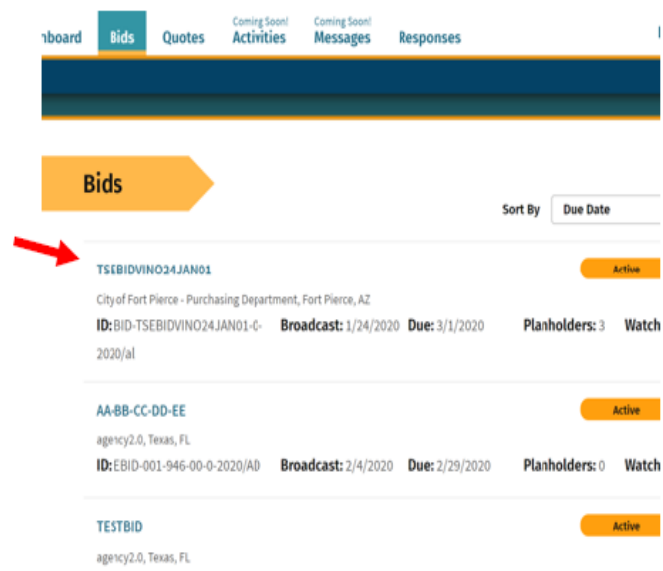 nboard Bids Quotes Coming Soon! Activities Coming Soon! Messages Responses
Bids
Sort By Due Date
TSEBIDVINO24JAN01 Active
City of Fort Pierce - Purchasing Department, Fort Pierce, AZ
ID: BID-TSEBIDVINO24JAN01-0- Broadcast: 1/24/2020 Due: 3/1/2020 Planholders: 3 Watch
2020/al
AA-BB-CC-DD-EE Active
agency2.0, Texas, FL
ID: EBID-001-946-00-0-2020/AD Broadcast: 2/4/2020 Due: 2/29/2020 Planholders: 0 Watch
TESTBID Active
agency2.0, Texas, FL